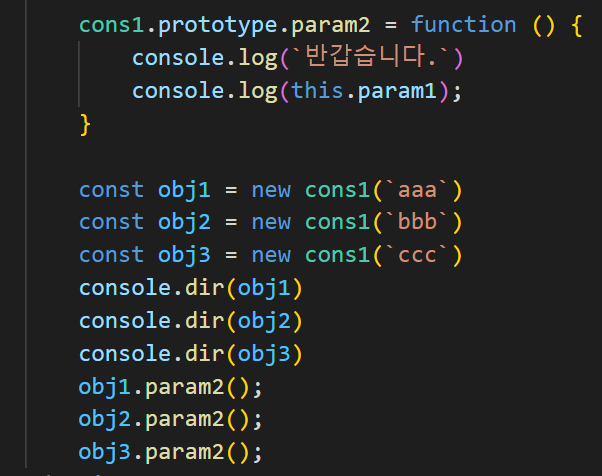 cons1.prototype.param2 = function () {
console.log(`반갑습니다.`)
console.log(this.param1);
}
const obj1 = new cons1(`aaa`)
const obj2 = new cons1(`bbb`)
const obj3 = new cons1(`ccc`)
console.dir(obj1)
console.dir(obj2)
console.dir(obj3)
obj1.param2();
obj2.param2();
obj3.param2();